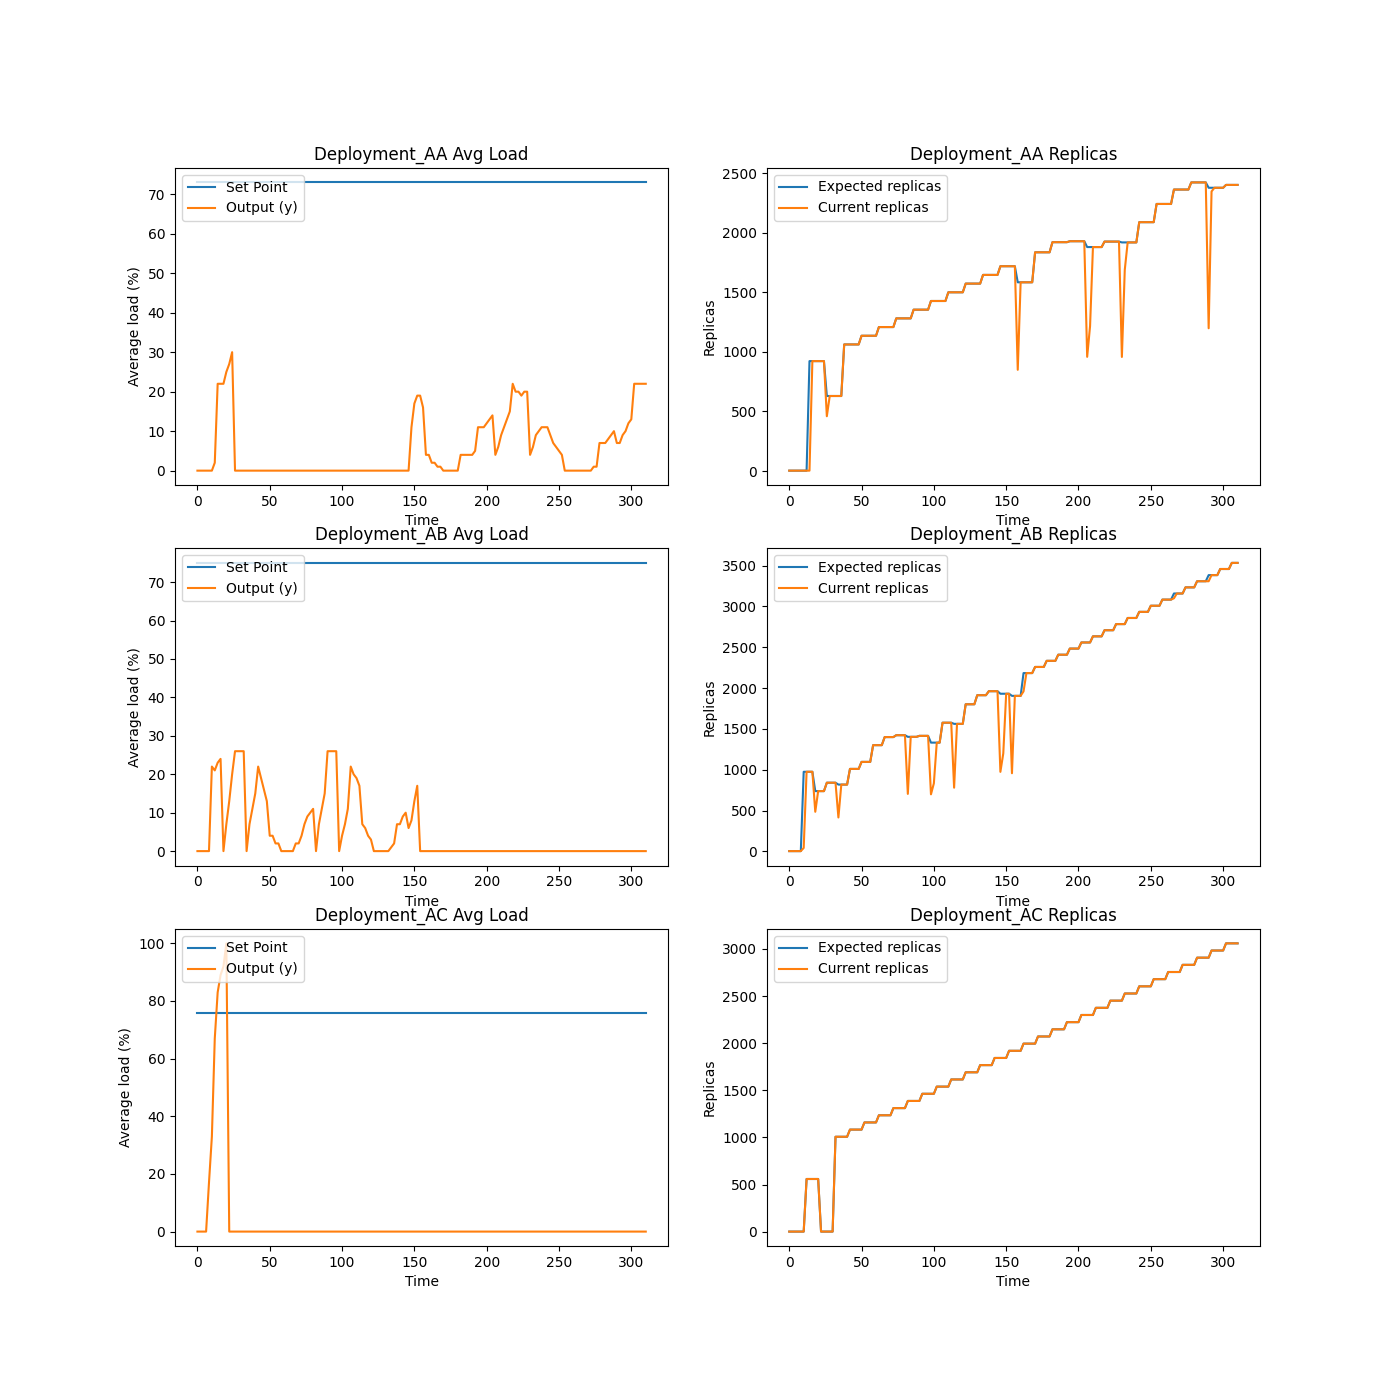 Deployment_AA Avg Load
Set Point
Output (y)
Average load (%)
70
60
50
40
30
20
10
0
0 50 100 150 200 250 300
Time
Deployment_AA Replicas
Expected replicas
Current replicas
Replicas
2500
2000
1500
1000
500
0
0 50 100 150 200 250 300
Time
Deployment_AB Avg Load
Set Point
Output (y)
Average load (%)
70
60
50
40
30
20
10
0
0 50 100 150 200 250 300
Time
Deployment_AB Replicas
Expected replicas
Current replicas
Replicas
3500
3000
2500
2000
1500
1000
500
0
0 50 100 150 200 250 300
Time
Deployment_AC Avg Load
Set Point
Output (y)
Average load (%)
100
80
60
40
20
0
0 50 100 150 200 250 300
Time
Deployment_AC Replicas
Expected replicas
Current replicas
Replicas
3000
2500
2000
1500
1000
500
0
0 50 100 150 200 250 300
Time